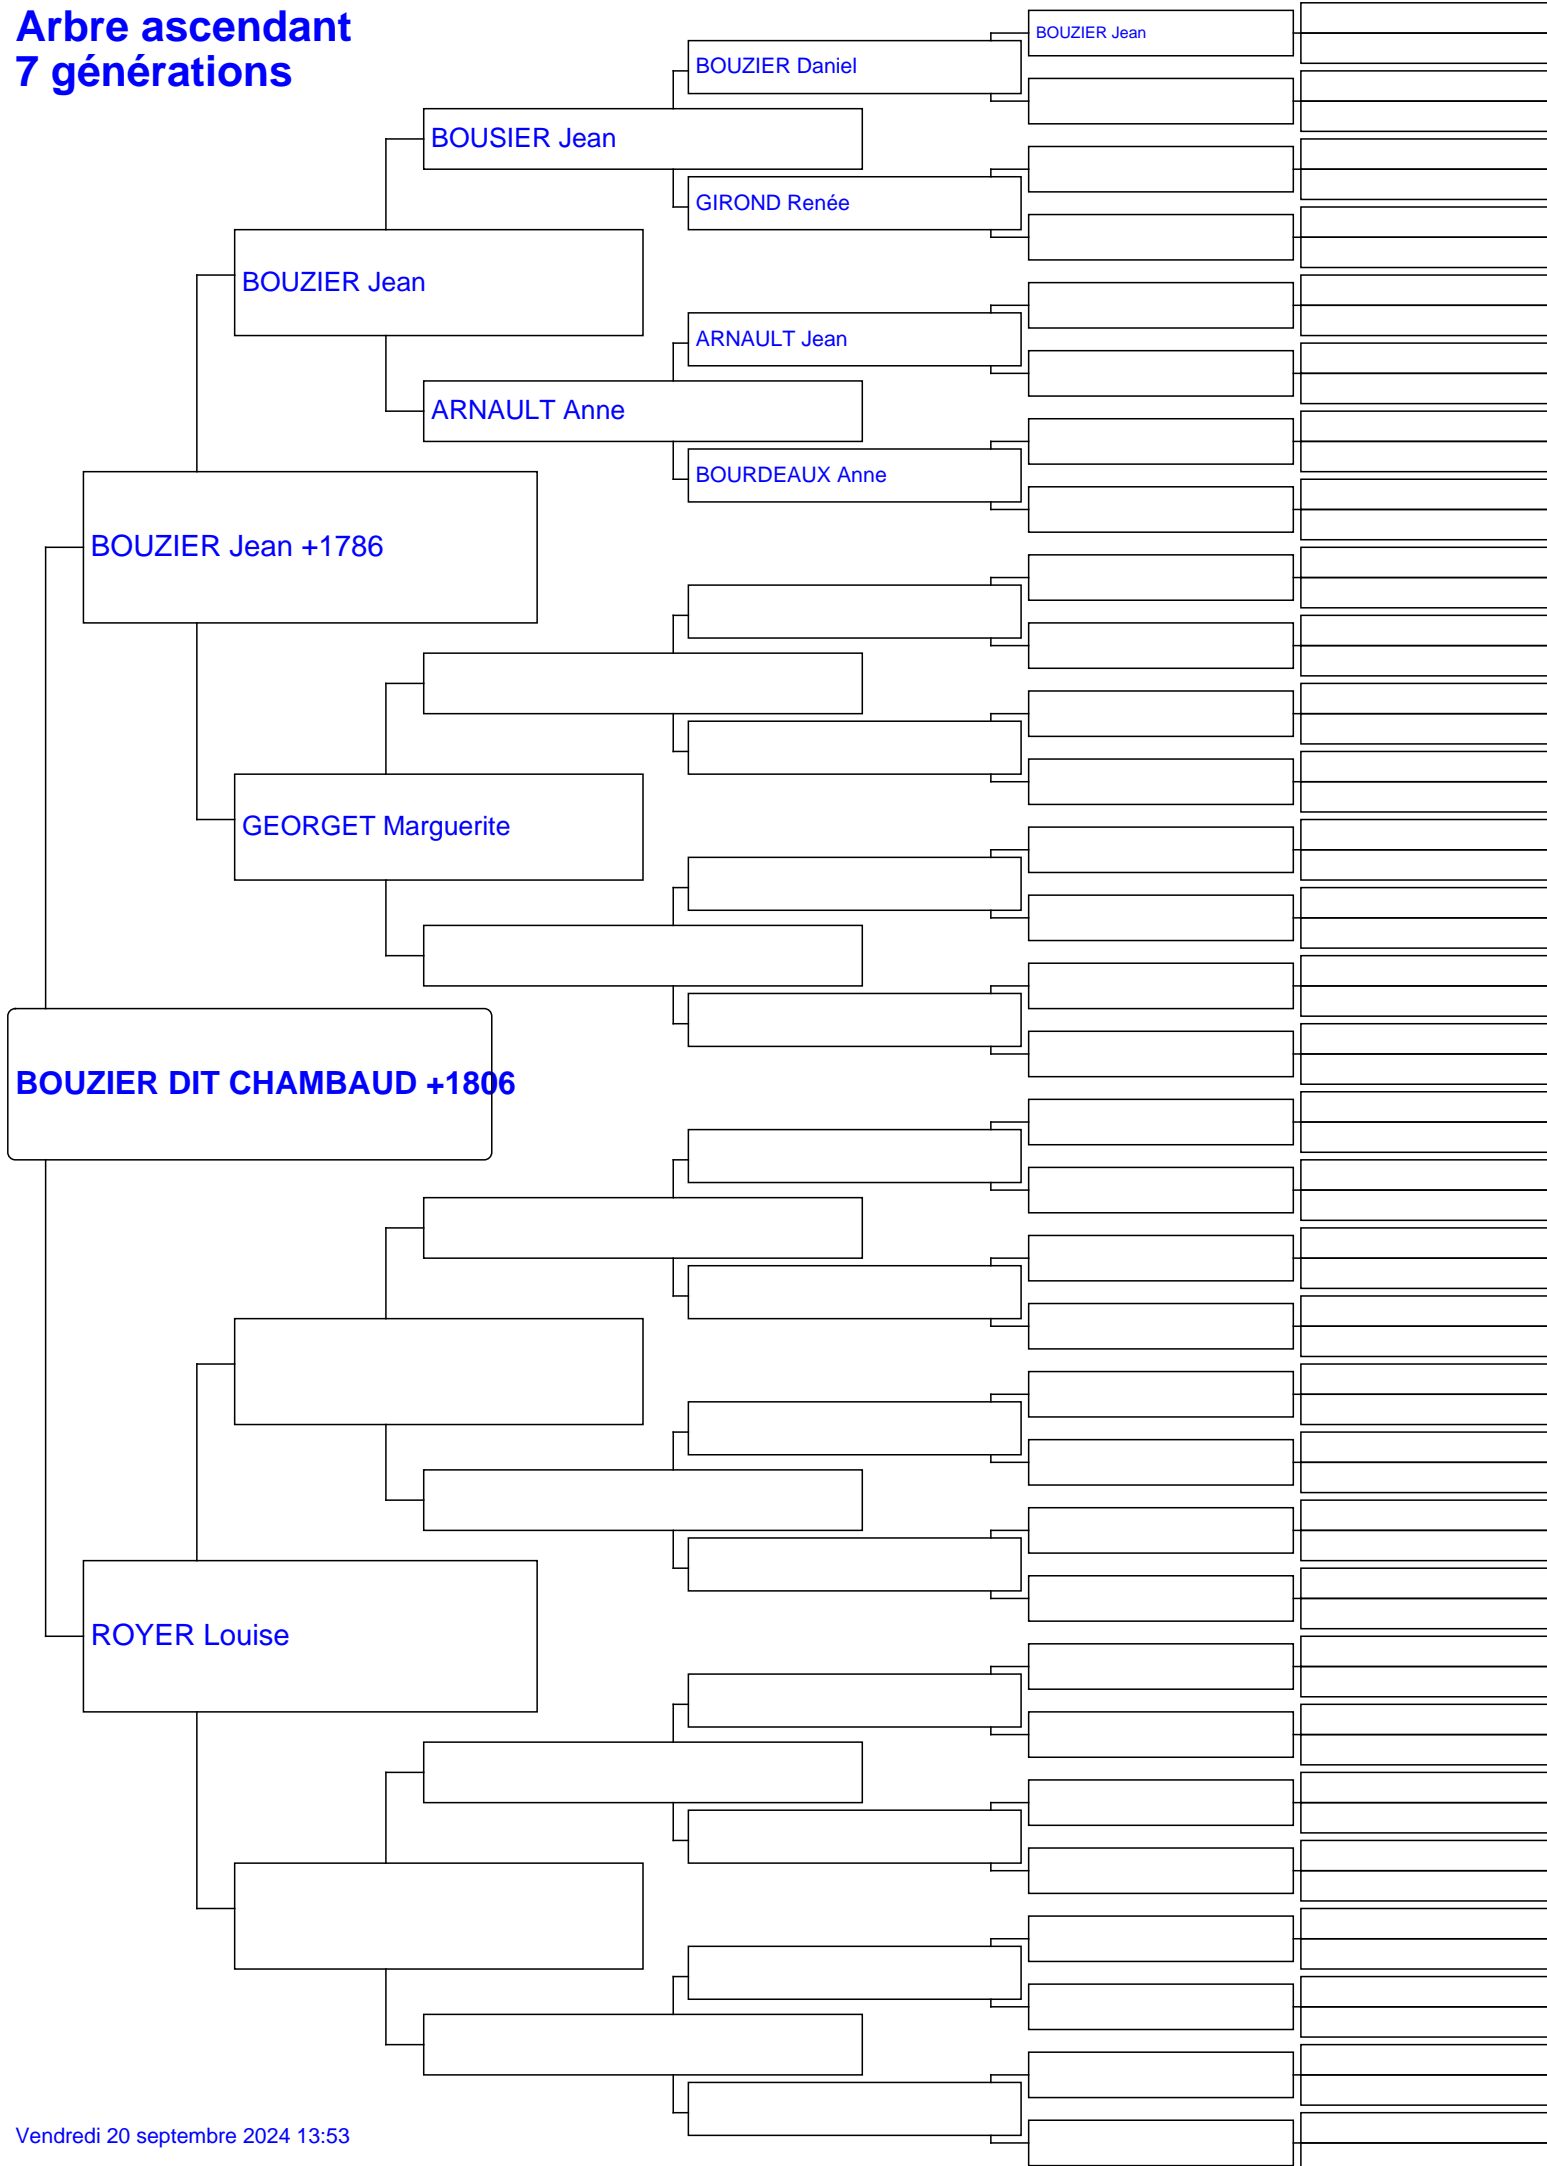 Arbre ascendant
7 générations
BOUZIER Jean
BOUZIER Daniel
BOUSIER Jean
GIROND Renée
BOUZIER Jean
ARNAULT Jean
ARNAULT Anne
BOURDEAUX Anne
BOUZIER Jean +1786
GEORGET Marguerite
BOUZIER DIT CHAMBAUD +1806
ROYER Louise
Vendredi 20 septembre 2024 13:53